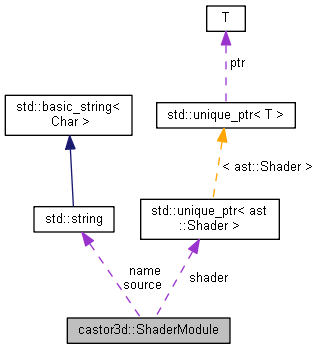 T
ptr
std::basic_string<
Char >
std::unique_ptr< T >
< ast::Shader >
std::string
std::unique_ptr< ast
::Shader >
name
source
shader
castor3d::ShaderModule